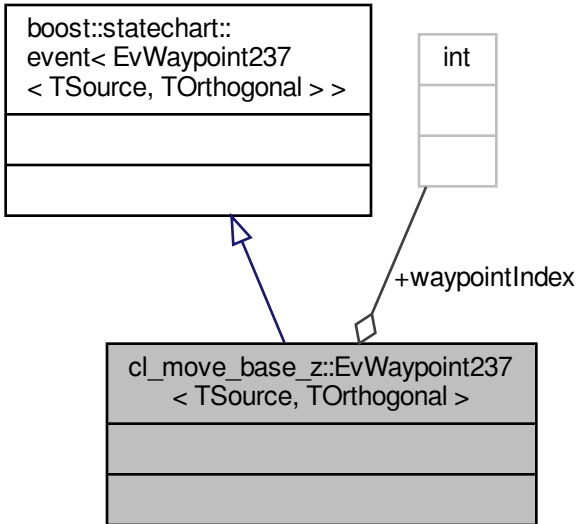 boost::statechart::
event< EvWaypoint237
< TSource, TOrthogonal > >
int
+waypointIndex
cl_move_base_z::EvWaypoint237
< TSource, TOrthogonal >